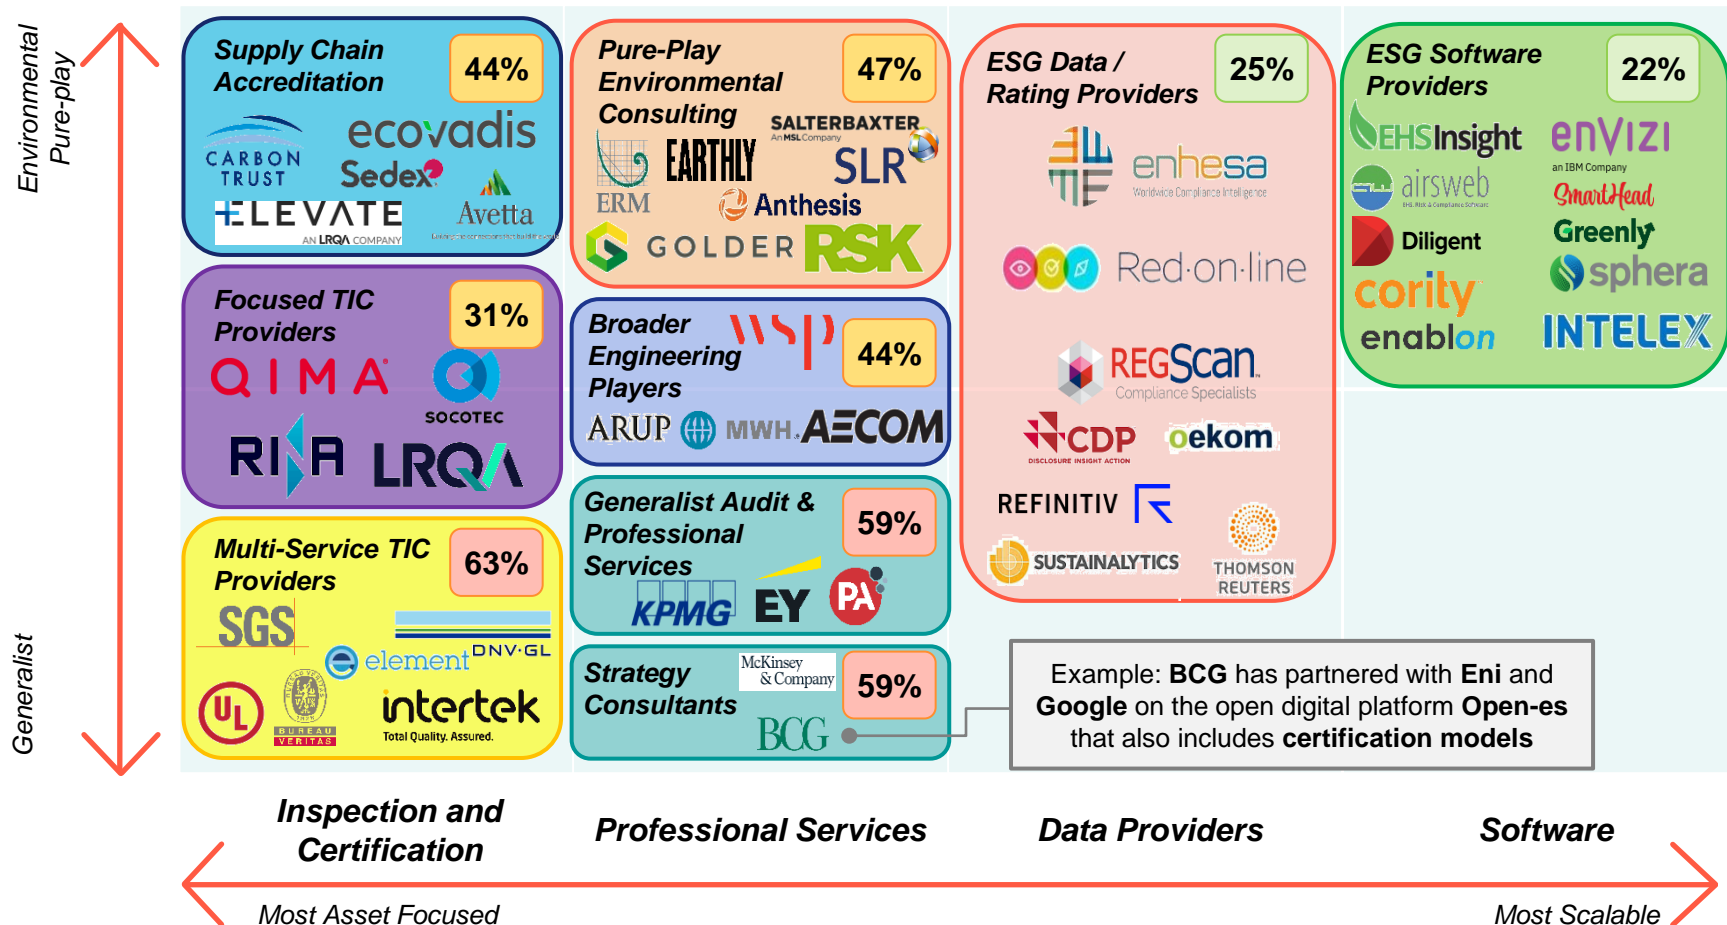 Environmental
Pure-play
Generalist
Supply Chain
Accreditation
44%
CARBON
TRUST
ecovadis
Sedex
ELEVATE
AN LRQA COMPANY
Avetta
Focused TIC
Providers
31%
QIMA
SOCOTEC
RINA
LRQA
Multi-Service TIC
Providers
63%
SGS
DNV·GL
element
UL
BUREAU
VERITAS
intertek
Total Quality. Assured.
Pure-Play
Environmental
Consulting
47%
SALTERBAXTER
An MSL Company
ERM
EARTHLY
SLR
Anthesis
GOLDER
RSK
Broader
Engineering
Players
wsp
44%
ARUP
MWH
AECOM
Generalist Audit &
Professional
Services
59%
KPMG
EY
PA
Strategy
Consultants
McKinsey
& Company
59%
BCG
ESG Data /
Rating Providers
25%
enhesa
Worldwide Compliance Intelligence
Red·on·line
REGSCAN
Compliance Specialists
CDP
DISCLOSURE INSIGHT ACTION
oekom
REFINITIV
SUSTAINALYTICS
THOMSON
REUTERS
ESG Software
Providers
22%
EHSInsight
envizi
an IBM Company
airsweb
EHS, Risk & Compliance Software
SmartHead
Diligent
Greenly
cority
sphera
enablon
INTELEX
Example: BCG has partnered with Eni and
Google on the open digital platform Open-es
that also includes certification models
Inspection and
Certification
Professional Services
Data Providers
Software
Most Asset Focused
Most Scalable